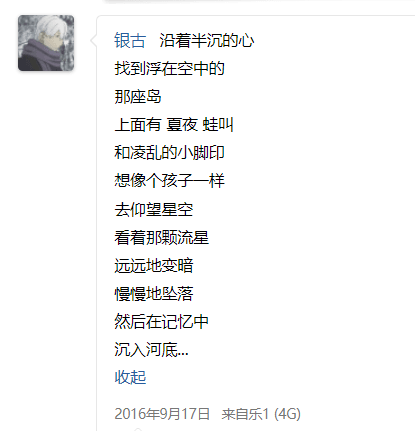 银古 沿着半沉的心
找到浮在空中的
那座岛
上面有 夏夜 蛙叫
和凌乱的小脚印
想像个孩子一样
去仰望星空
看着那颗流星
远远地变暗
慢慢地坠落
然后在记忆中
沉入河底...
收起
2016年9月17日 来自乐1 (4G)